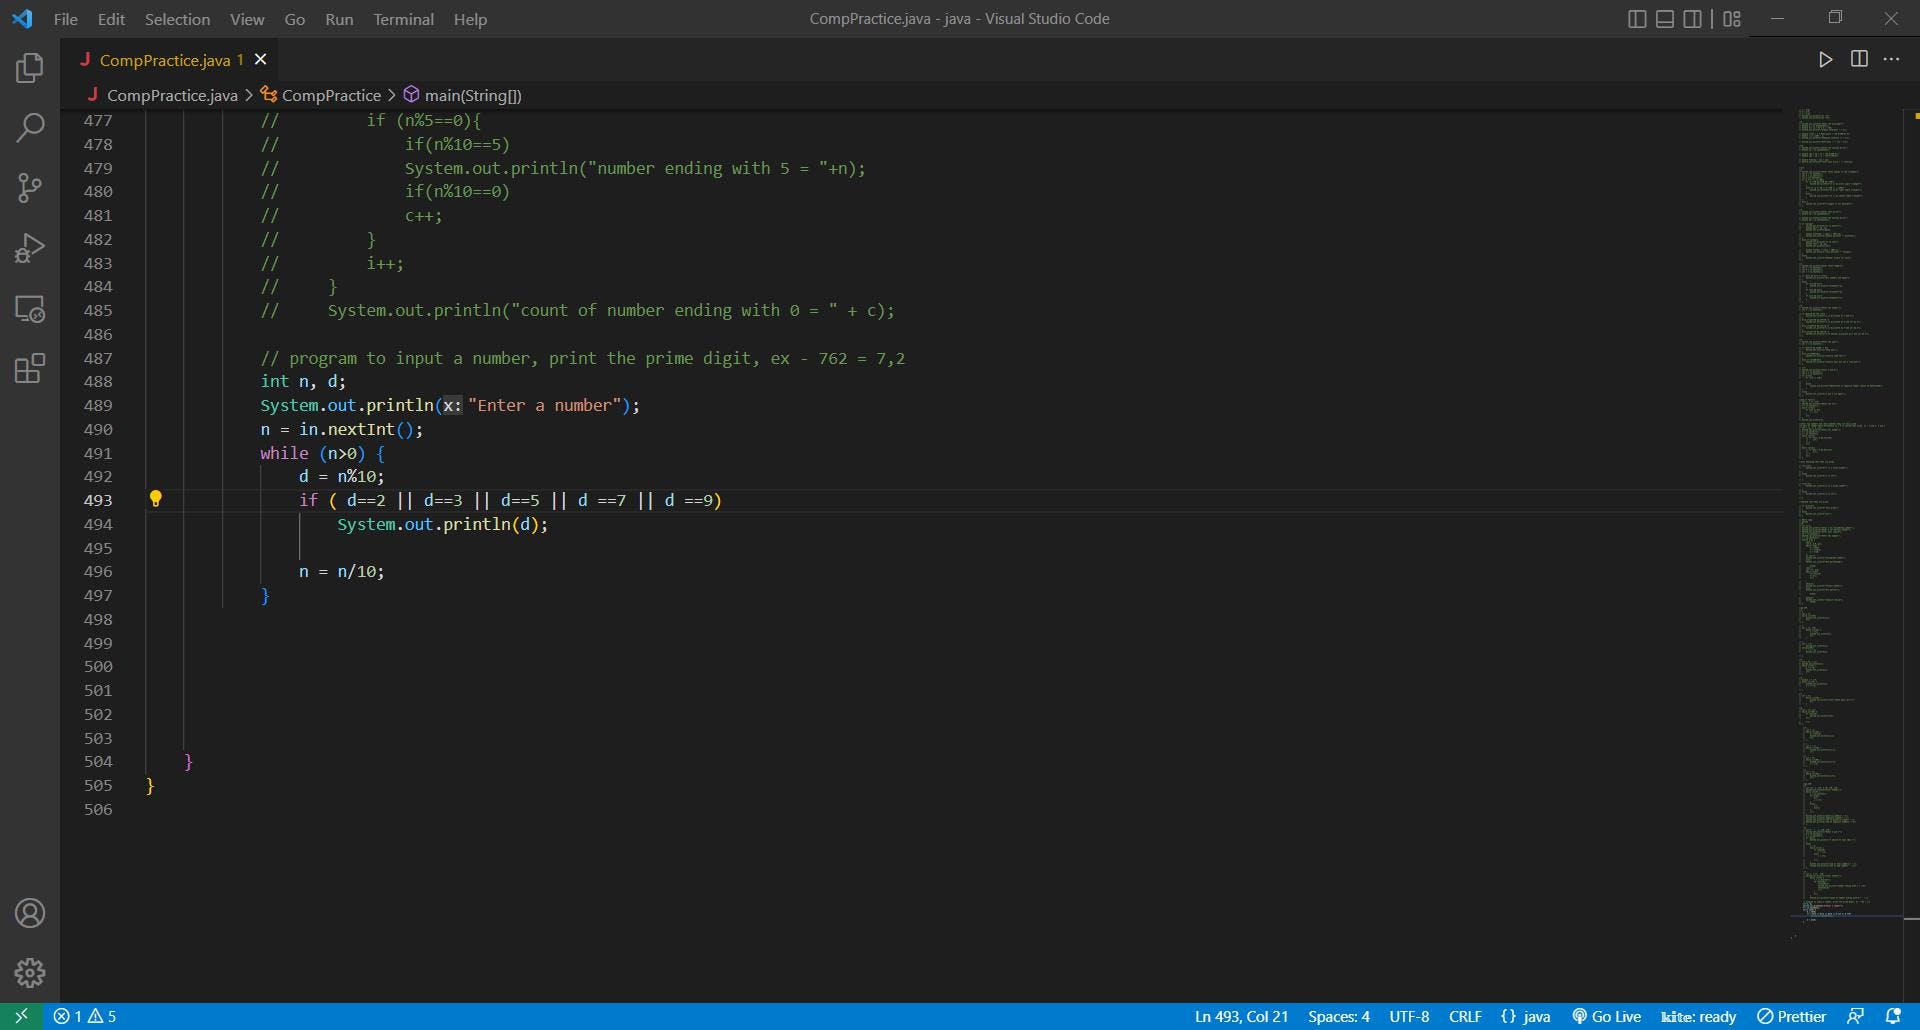 File Edit Selection View Go Run Terminal Help CompPractice.java - java - Visual Studio Code
J CompPractice.java 1
J CompPractice.java > CompPractice > main(String[])
477 // if (n%5==0){
478 // if(n%10==5)
479 // System.out.println("number ending with 5 = "+n);
480 // if(n%10==0)
481 // c++;
482 // }
483 // i++;
484 // }
485 // System.out.println("count of number ending with 0 = " + c);
486
487 // program to input a number, print the prime digit, ex - 762 = 7,2
488 int n, d;
489 System.out.println(x: "Enter a number");
490 n = in.nextInt();
491 while (n>0) {
492 d = n%10;
493 if ( d==2 || d==3 || d==5 || d ==7 || d ==9)
494 System.out.println(d);
495
496 n = n/10;
497 }
498
499
500
501
502
503
504 }
505 }
506
1 5 Ln 493, Col 21 Spaces: 4 UTF-8 CRLF {} java Go Live kite: ready Prettier